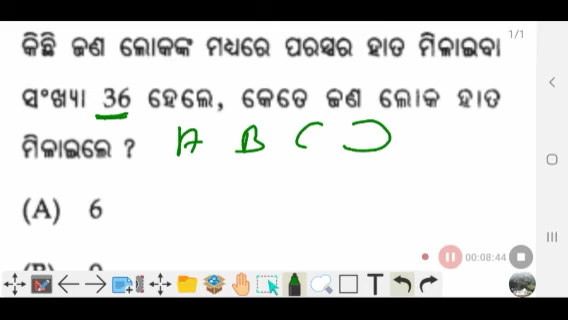 କିଛି ଜଣ ଲୋକଙ୍କ ମଧ୍ୟରେ ପରସ୍ପର ହାତ ମିଳାଇବା
ସଂଖ୍ୟା 36 ହେଲେ, କେତେ ଜଣ ଲୋକ ହାତ
ମିଳାଇଲେ ? A B C D
(A) 6
1/1
00:08:44
T